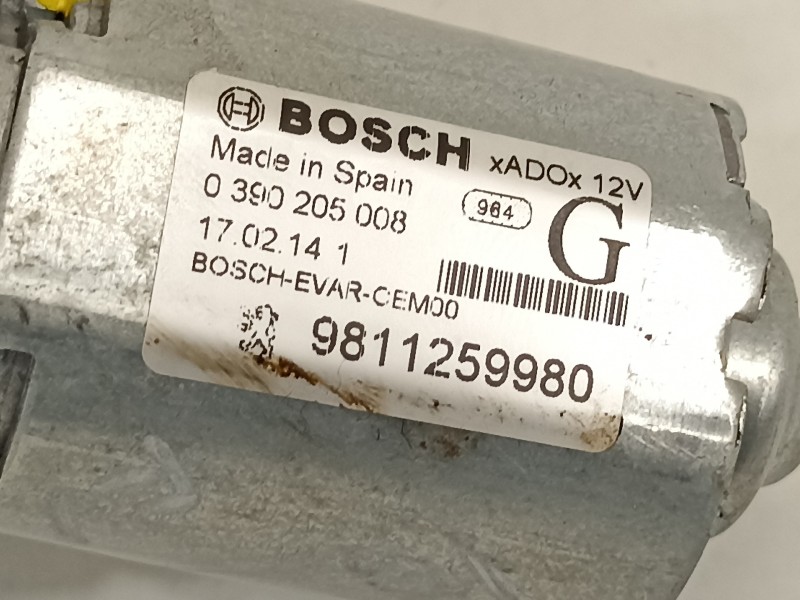 BOSCH xADOx 12V
Made in Spain
0 390 205 008 964 G
17.02.14 1
BOSCH-EVAR-CEM00
9811259980